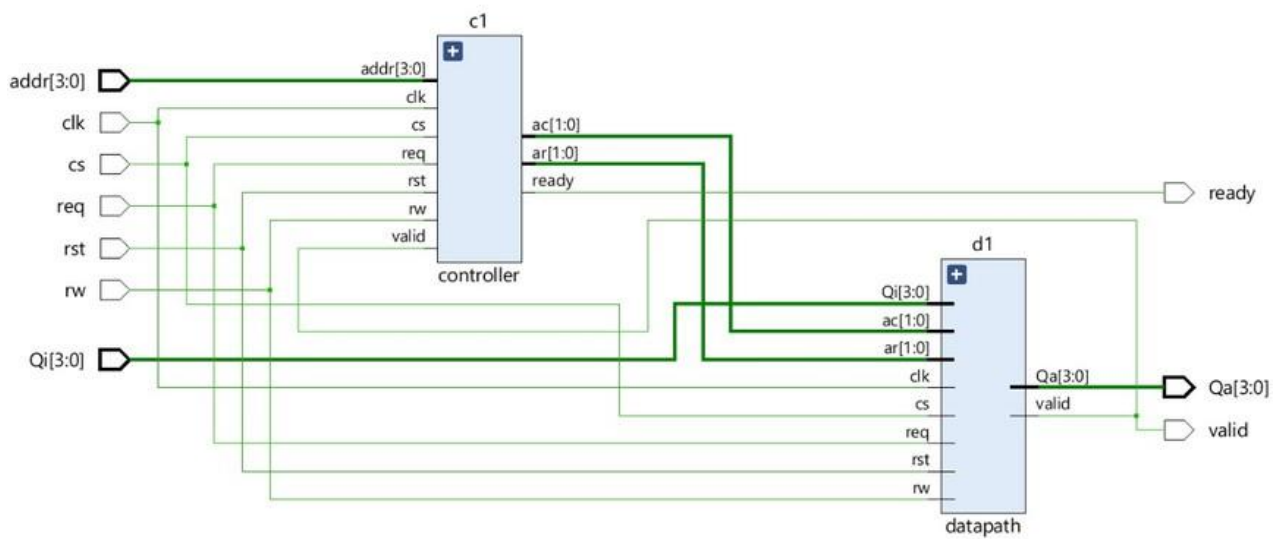 c1
addr[3:0]
clk
cs
req
rst
rw
Qi[3:0]
addr[3:0]
clk
cs
req
rst
rw
valid
ac[1:0]
ar[1:0]
ready
controller
d1
Qi[3:0]
ac[1:0]
ar[1:0]
clk
cs
req
rst
rw
Qa[3:0]
valid
datapath
ready
Qa[3:0]
valid